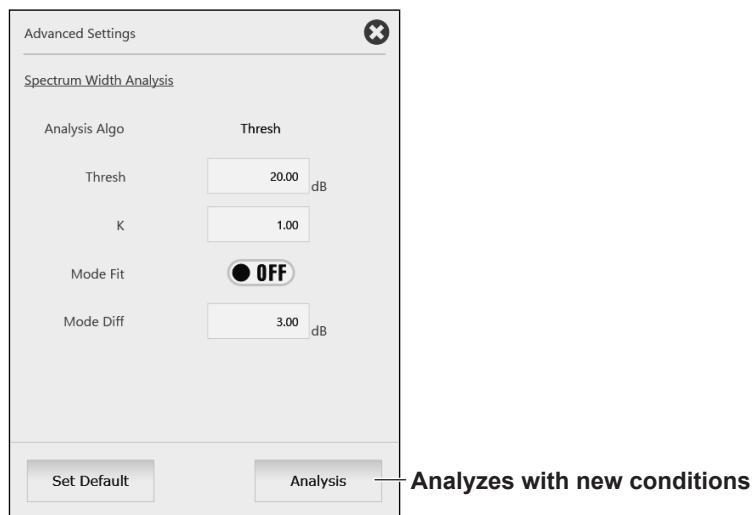 Advanced Settings
Spectrum Width Analysis
Analysis Algo Thresh
Thresh 20.00 dB
K 1.00
Mode Fit OFF
Mode Diff 3.00 dB
Set Default Analysis Analyzes with new conditions